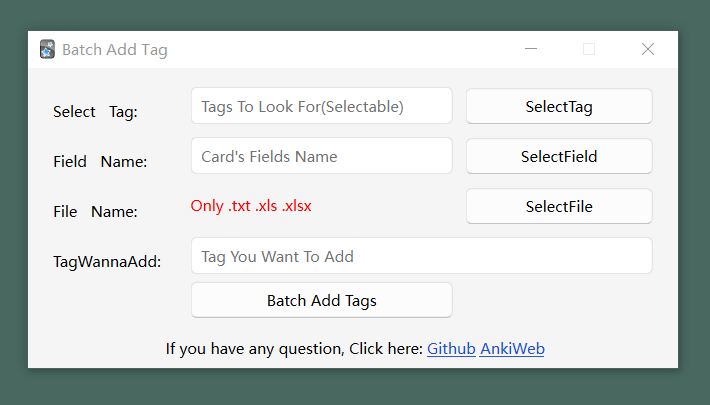 Batch Add Tag
Select Tag: Tags To Look For(Selectable) SelectTag
Field Name: Card's Fields Name SelectField
File Name: Only .txt .xls .xlsx SelectFile
TagWannaAdd: Tag You Want To Add
Batch Add Tags
If you have any question, Click here: Github AnkiWeb